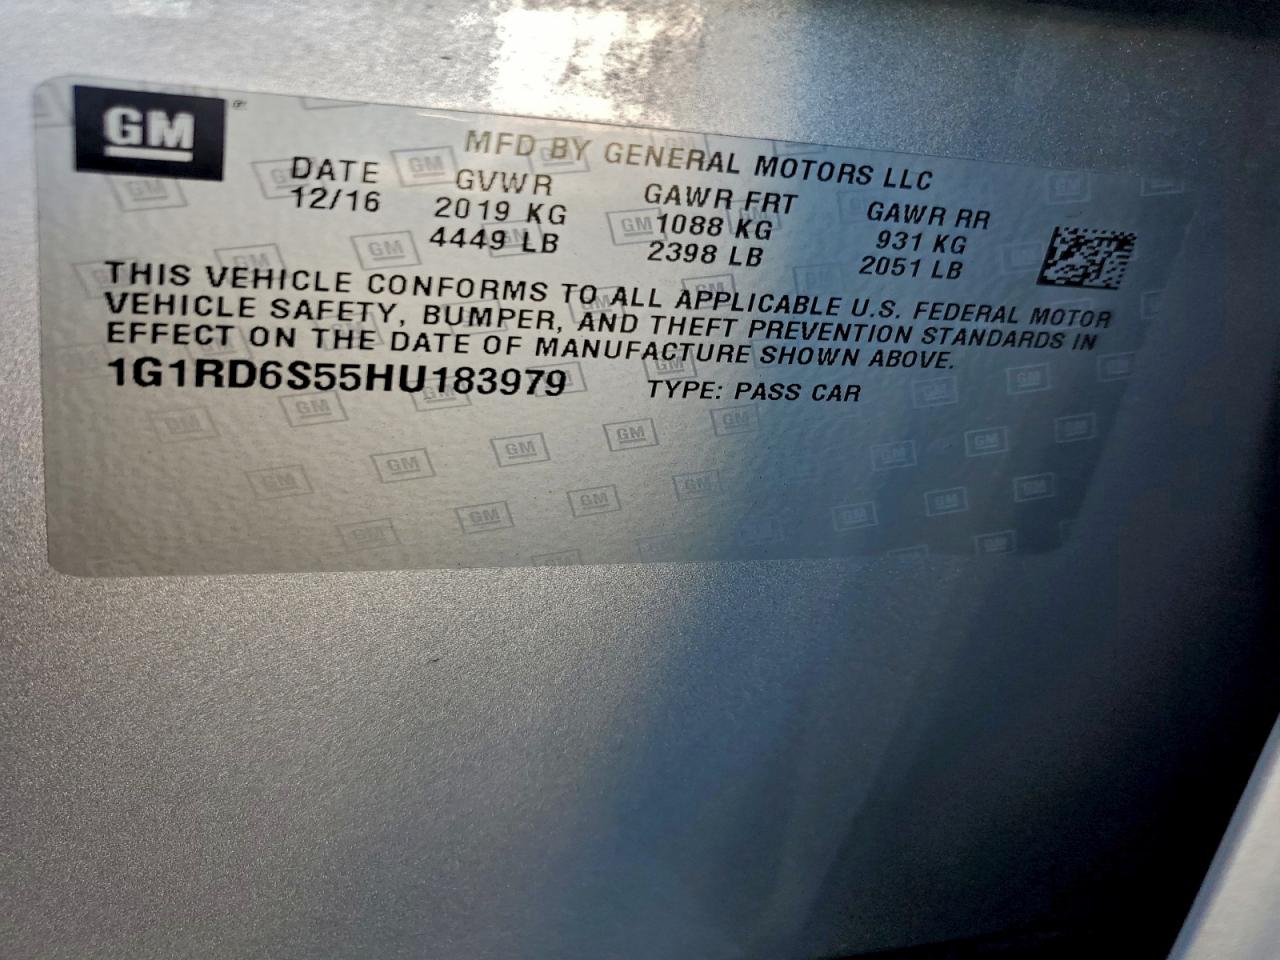 GM
MFD BY GENERAL MOTORS LLC
DATE GVWR GAWR FRT GAWR RR
12/16 2019 KG 1088 KG 931 KG
4449 LB 2398 LB 2051 LB
THIS VEHICLE CONFORMS TO ALL APPLICABLE U.S. FEDERAL MOTOR
VEHICLE SAFETY, BUMPER, AND THEFT PREVENTION STANDARDS IN
EFFECT ON THE DATE OF MANUFACTURE SHOWN ABOVE.
1G1RD6S55HU183979 TYPE: PASS CAR